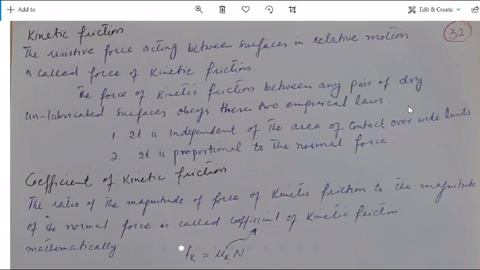 Add to
Edit & Create
32
Kinetic friction
The resistive force acting between surfaces in relative motion
is called force of Kinetic friction
The force of Kinetic friction between any pair of dry
un-lubricated surfaces obeys these two empirical laws.
1. It is independent of the area of contact over wide limits
2. It is proportional to the normal force
Coefficient of Kinetic friction
The ratio of the magnitude of force of Kinetic friction to the magnitude
of the normal force is called coefficient of Kinetic friction
mathematically fk = μk N